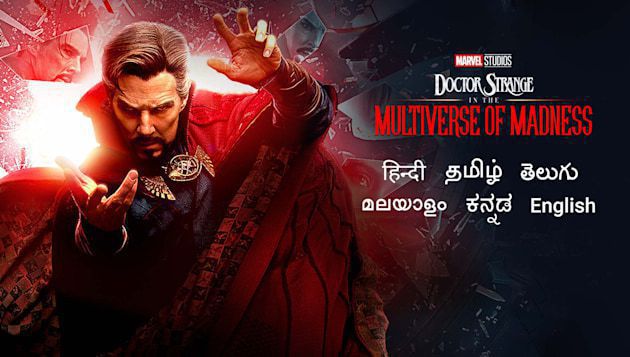 MARVEL STUDIOS
DOCTOR STRANGE
IN THE
MULTIVERSE OF MADNESS
हिन्दी தமிழ் తెలుగు
മലയാളം ಕನ್ನಡ English